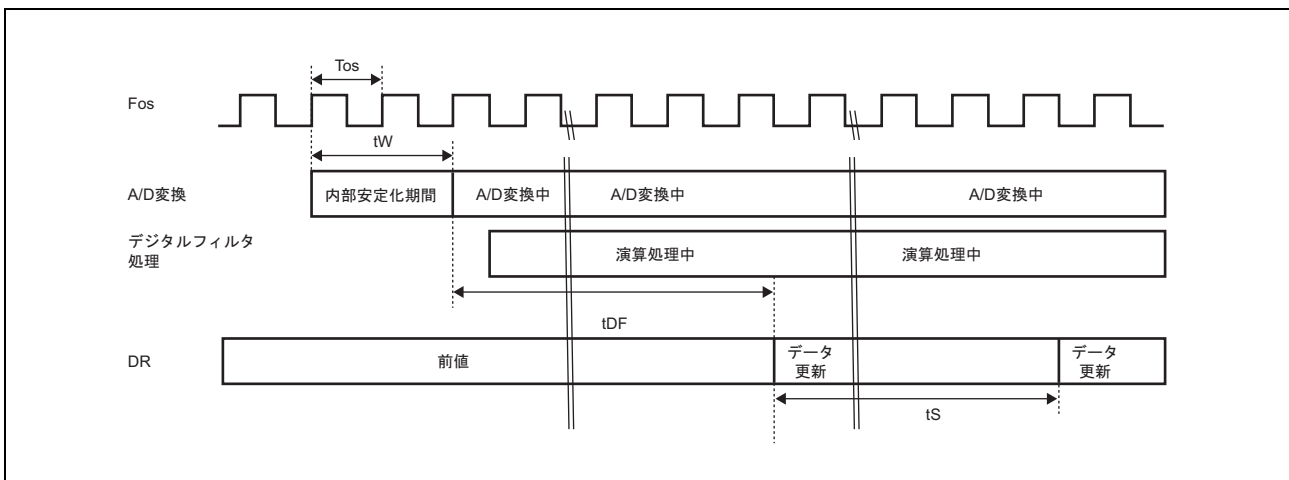 Tos
Fos
tW
A/D変換
内部安定化期間
A/D変換中
A/D変換中
A/D変換中
デジタルフィルタ
処理
演算処理中
演算処理中
tDF
DR
前値
データ
更新
データ
更新
tS